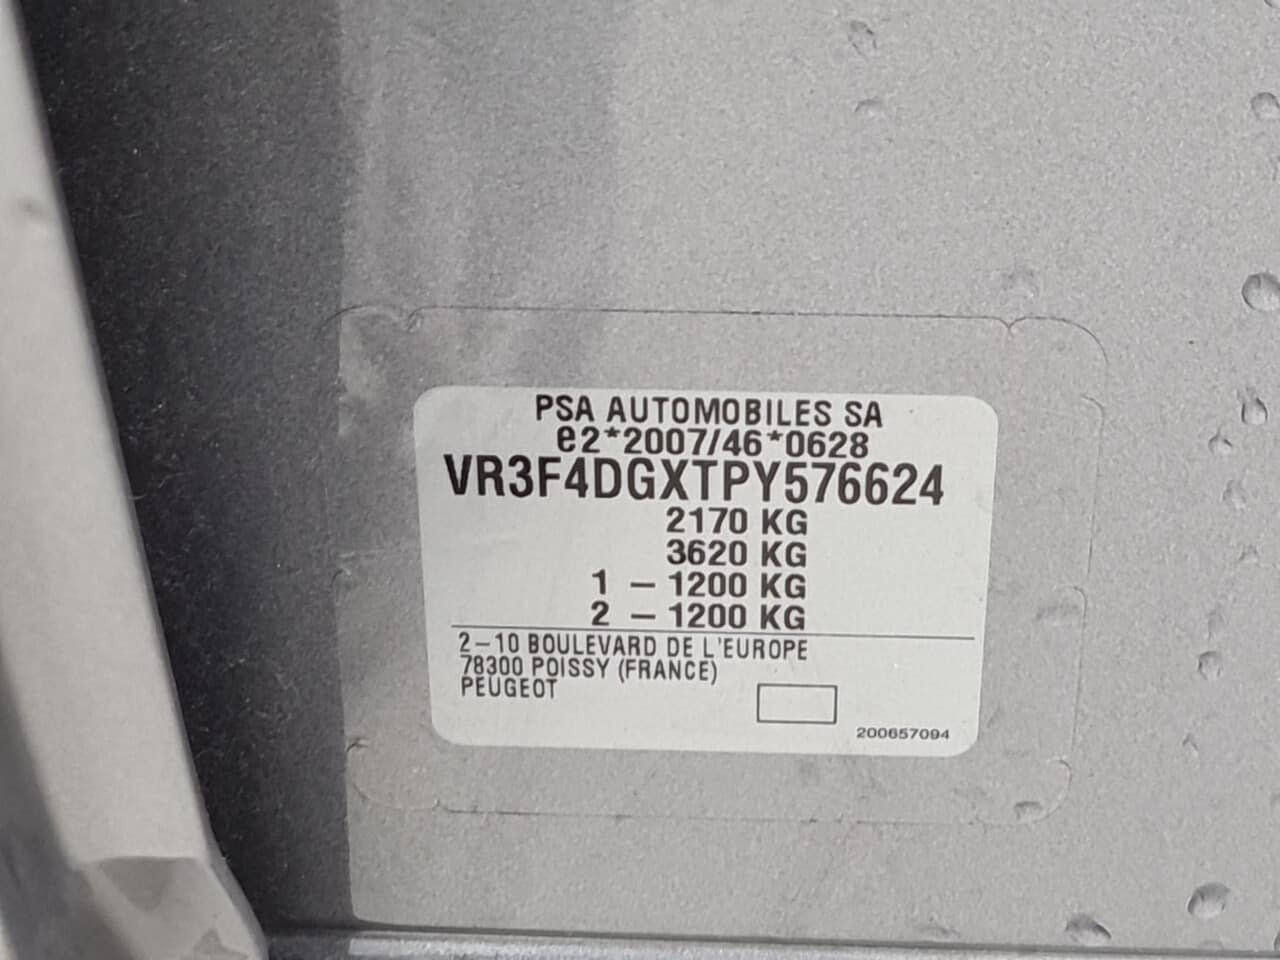 PSA AUTOMOBILES SA
e2*2007/46*0628
VR3F4DGXTPY576624
2170 KG
3620 KG
1 – 1200 KG
2 – 1200 KG
2–10 BOULEVARD DE L'EUROPE
78300 POISSY (FRANCE)
PEUGEOT
200657094